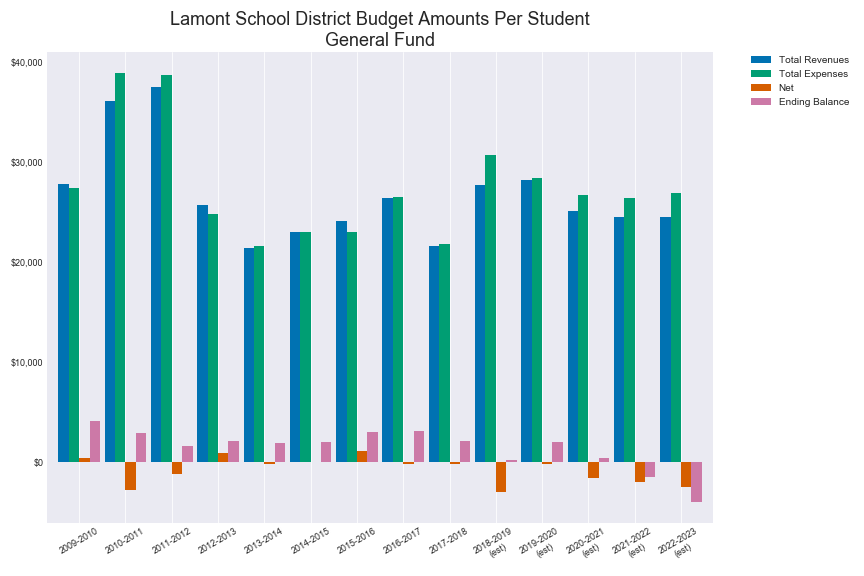 Lamont School District Budget Amounts Per Student
General Fund
Total Revenues
Total Expenses
Net
Ending Balance
$40,000
$30,000
$20,000
$10,000
$0
2009-2010
2010-2011
2011-2012
2012-2013
2013-2014
2014-2015
2015-2016
2016-2017
2017-2018
2018-2019
(est)
2019-2020
(est)
2020-2021
(est)
2021-2022
(est)
2022-2023
(est)